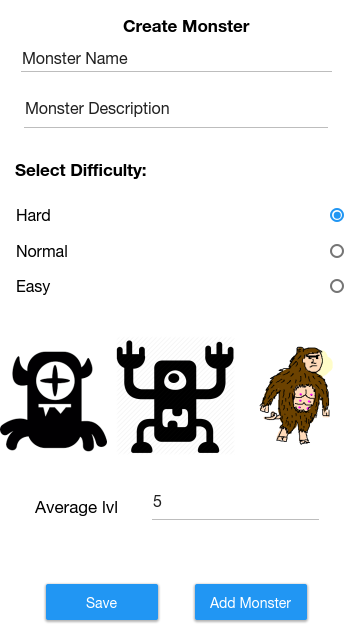 Create Monster
Monster Name
Monster Description
Select Difficulty:
Hard
Normal
Easy
Average lvl 5
Save Add Monster